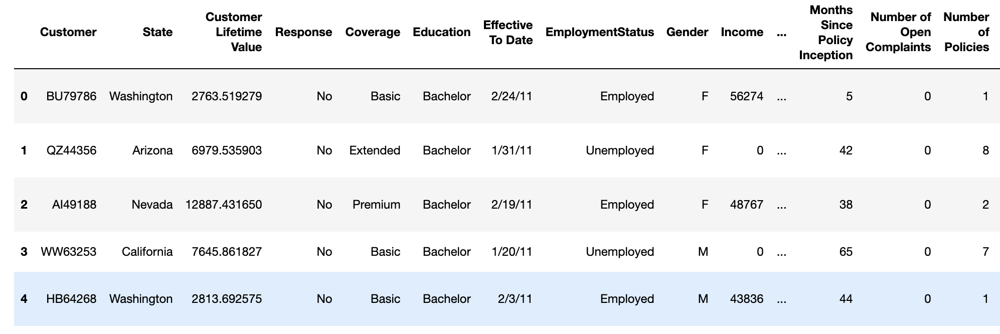 Customer State Customer Lifetime Value Response Coverage Education Effective To Date EmploymentStatus Gender Income ... Months Since Policy Inception Number of Open Complaints Number of Policies
0 BU79786 Washington 2763.519279 No Basic Bachelor 2/24/11 Employed F 56274 ... 5 0 1
1 QZ44356 Arizona 6979.535903 No Extended Bachelor 1/31/11 Unemployed F 0 ... 42 0 8
2 AI49188 Nevada 12887.431650 No Premium Bachelor 2/19/11 Employed F 48767 ... 38 0 2
3 WW63253 California 7645.861827 No Basic Bachelor 1/20/11 Unemployed M 0 ... 65 0 7
4 HB64268 Washington 2813.692575 No Basic Bachelor 2/3/11 Employed M 43836 ... 44 0 1